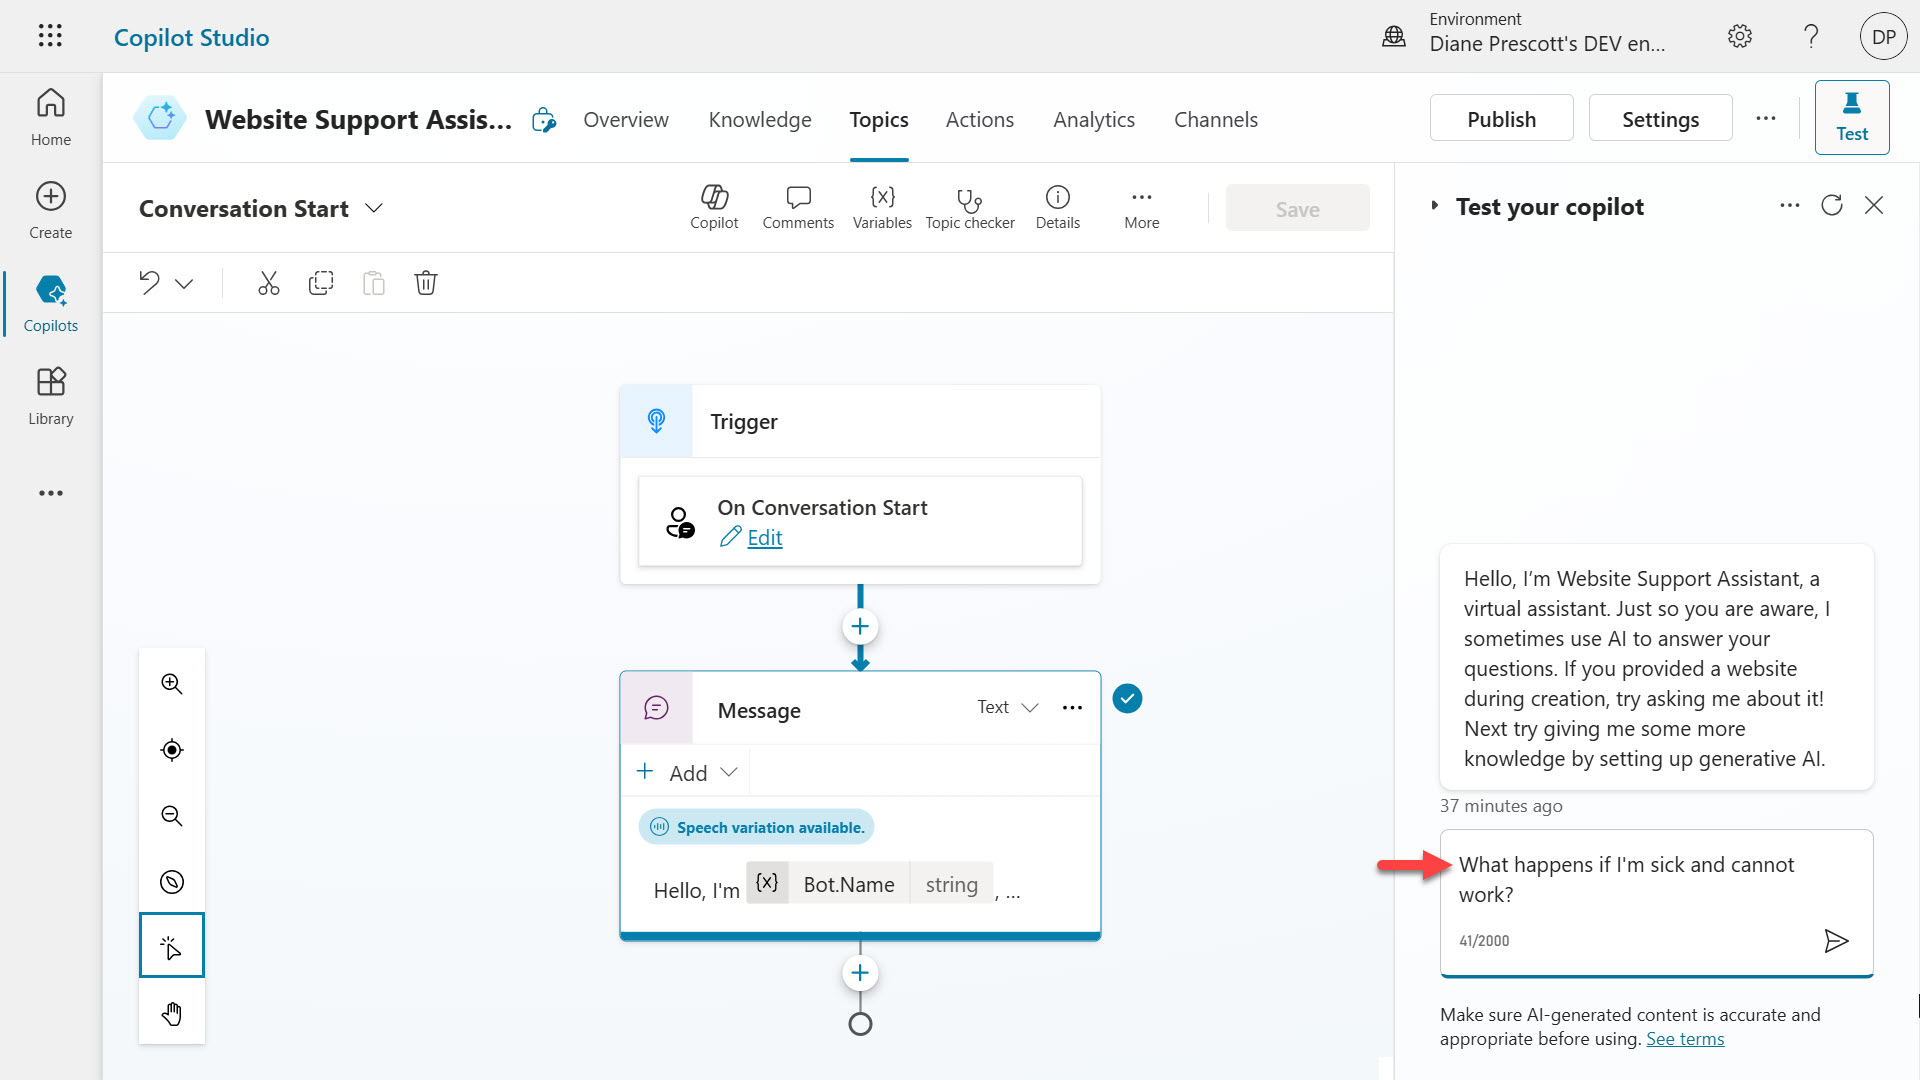 Copilot Studio
Environment
Diane Prescott's DEV en...
DP
Home
Create
Copilots
Library
Website Support Assis...
Overview
Knowledge
Topics
Actions
Analytics
Channels
Publish
Settings
Test
Conversation Start
Copilot
Comments
{x}
Variables
Topic checker
Details
More
Save
Trigger
On Conversation Start
Edit
Message
Text
Add
Speech variation available.
Hello, I'm {x} Bot.Name string , ...
Test your copilot
Hello, I’m Website Support Assistant, a
virtual assistant. Just so you are aware, I
sometimes use AI to answer your
questions. If you provided a website
during creation, try asking me about it!
Next try giving me some more
knowledge by setting up generative AI.
37 minutes ago
What happens if I'm sick and cannot
work?
41/2000
Make sure AI-generated content is accurate and
appropriate before using. See terms